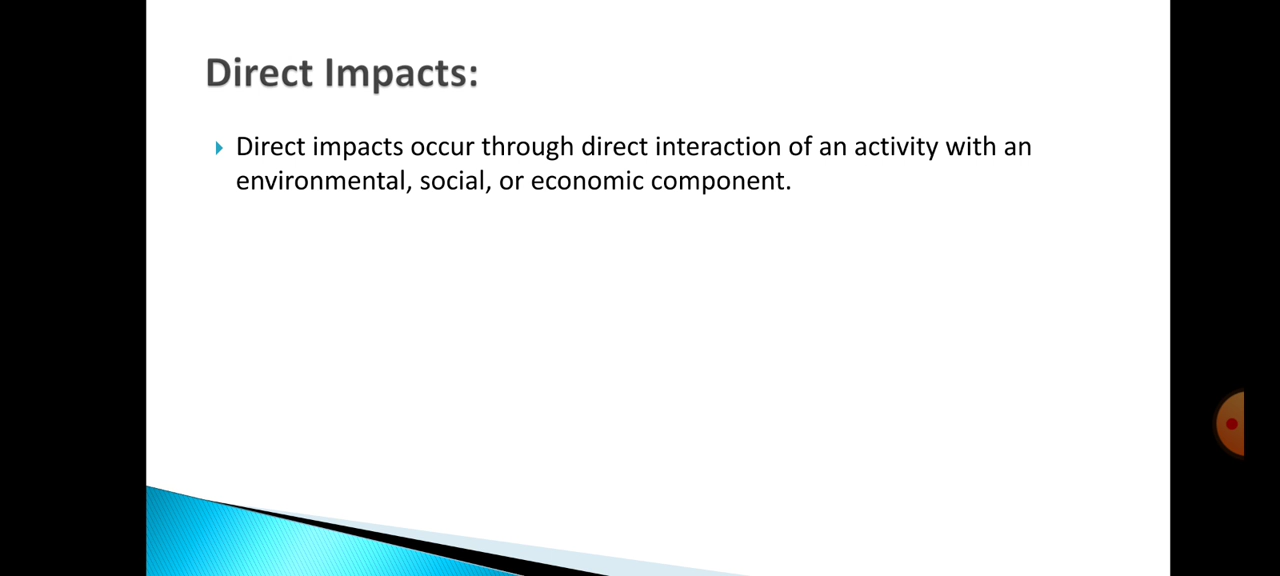 Direct Impacts:
Direct impacts occur through direct interaction of an activity with an
environmental, social, or economic component.